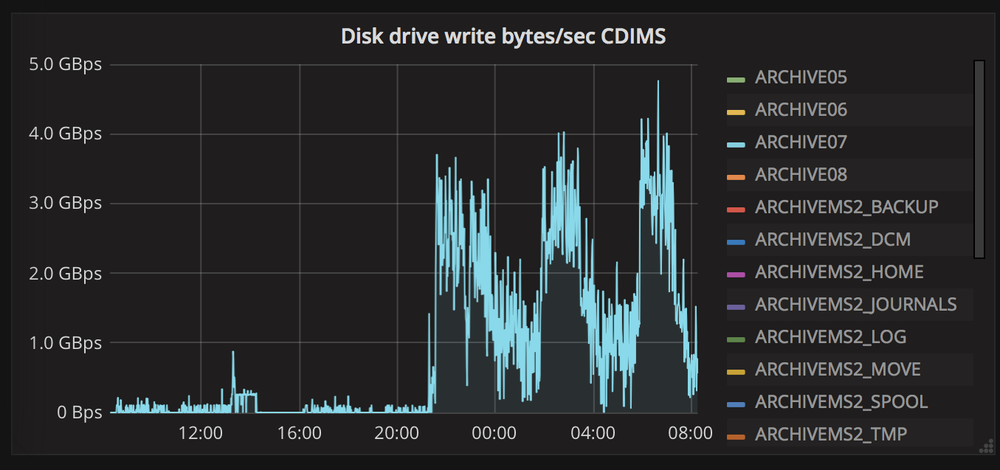 Disk drive write bytes/sec CDIMS
5.0 GBps
4.0 GBps
3.0 GBps
2.0 GBps
1.0 GBps
0 Bps
12:00 16:00 20:00 00:00 04:00 08:00
ARCHIVE05
ARCHIVE06
ARCHIVE07
ARCHIVE08
ARCHIVEMS2_BACKUP
ARCHIVEMS2_DCM
ARCHIVEMS2_HOME
ARCHIVEMS2_JOURNALS
ARCHIVEMS2_LOG
ARCHIVEMS2_MOVE
ARCHIVEMS2_SPOOL
ARCHIVEMS2_TMP